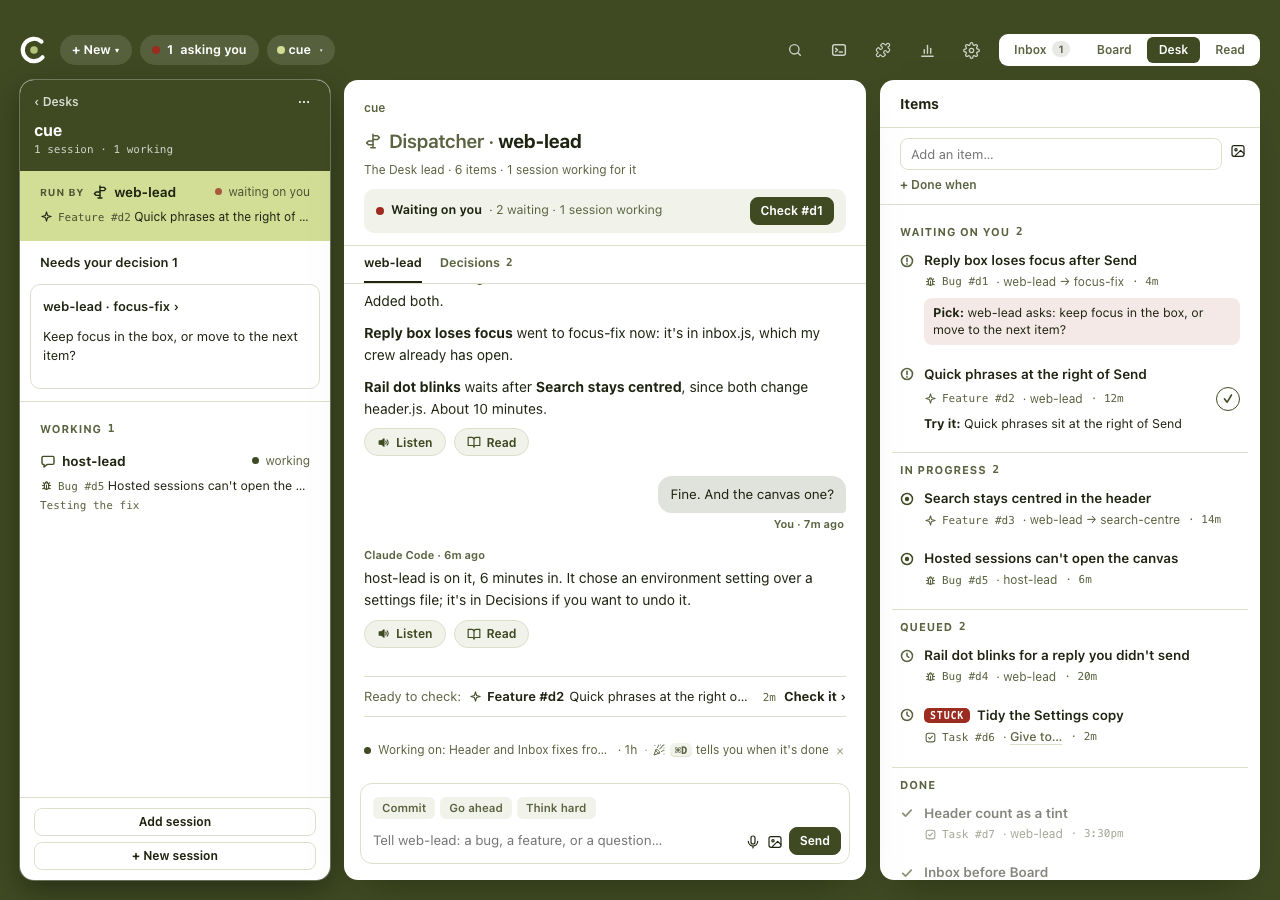 + New ▾
1 asking you
cue ·
Inbox 1
Board
Desk
Read
‹ Desks
...
cue
1 session · 1 working
RUN BY web-lead
waiting on you
Feature #d2 Quick phrases at the right of ...
Needs your decision 1
web-lead · focus-fix ›
Keep focus in the box, or move to the next
item?
WORKING 1
host-lead
working
Bug #d5 Hosted sessions can't open the ...
Testing the fix
Add session
+ New session
cue
Dispatcher · web-lead
The Desk lead · 6 items · 1 session working for it
Waiting on you · 2 waiting · 1 session working
Check #d1
web-lead
Decisions 2
Added both.
Reply box loses focus went to focus-fix now: it's in inbox.js, which my
crew already has open.
Rail dot blinks waits after Search stays centred, since both change
header.js. About 10 minutes.
Listen
Read
Fine. And the canvas one?
You · 7m ago
Claude Code · 6m ago
host-lead is on it, 6 minutes in. It chose an environment setting over a
settings file; it's in Decisions if you want to undo it.
Listen
Read
Ready to check: Feature #d2 Quick phrases at the right o... 2m Check it ›
Working on: Header and Inbox fixes fro... · 1h · ⌘D tells you when it's done ×
Commit
Go ahead
Think hard
Tell web-lead: a bug, a feature, or a question...
Send
Items
Add an item...
+ Done when
WAITING ON YOU 2
Reply box loses focus after Send
Bug #d1 · web-lead → focus-fix · 4m
Pick: web-lead asks: keep focus in the box, or
move to the next item?
Quick phrases at the right of Send
Feature #d2 · web-lead · 12m
Try it: Quick phrases sit at the right of Send
IN PROGRESS 2
Search stays centred in the header
Feature #d3 · web-lead → search-centre · 14m
Hosted sessions can't open the canvas
Bug #d5 · host-lead · 6m
QUEUED 2
Rail dot blinks for a reply you didn't send
Bug #d4 · web-lead · 20m
STUCK Tidy the Settings copy
Task #d6 · Give to... · 2m
DONE
Header count as a tint
Task #d7 · web-lead · 3:30pm
Inbox before Board